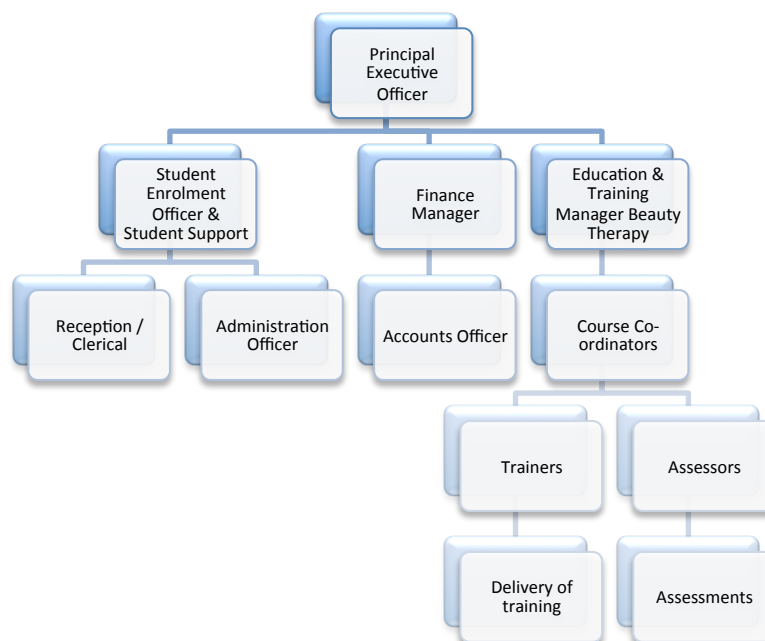 Principal
Executive
Officer
Student
Enrolment
Officer &
Student Support
Finance
Manager
Education &
Training
Manager Beauty
Therapy
Reception /
Clerical
Administration
Officer
Accounts Officer
Course Co-
ordinators
Trainers
Assessors
Delivery of
training
Assessments